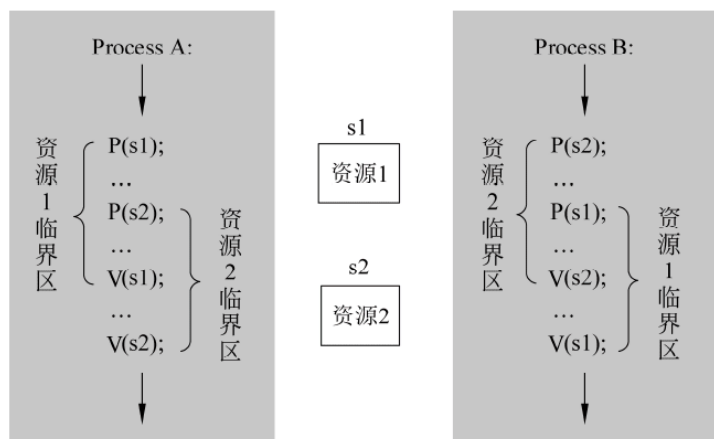 Process A:
P(s1);
…
P(s2);
…
V(s1);
…
V(s2);
资源1临界区
资源2临界区
s1
资源1
s2
资源2
Process B:
P(s2);
…
P(s1);
…
V(s2);
…
V(s1);
资源2临界区
资源1临界区